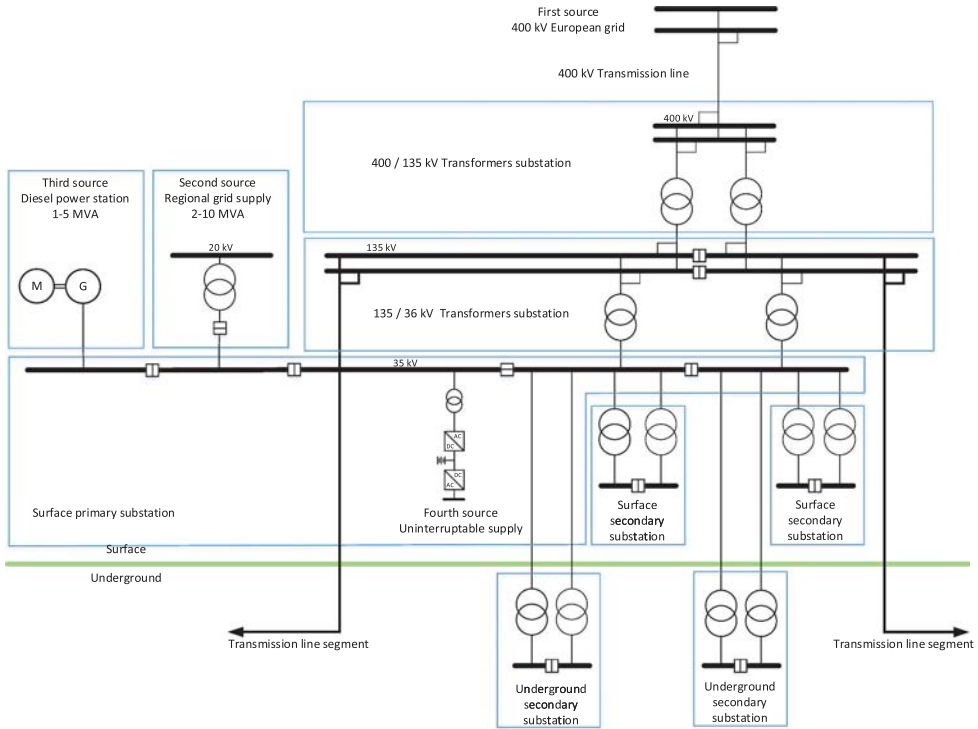 First source
400 kV European grid
400 kV Transmission line
400 kV
400 / 135 kV Transformers substation
Third source
Diesel power station
1-5 MVA
Second source
Regional grid supply
2-10 MVA
20 kV
135 kV
M
G
135 / 36 kV Transformers substation
35 kV
AC
DC
DC
AC
Surface primary substation
Fourth source
Uninterruptable supply
Surface
secondary
substation
Surface
secondary
substation
Surface
Underground
Transmission line segment
Transmission line segment
Underground
secondary
substation
Underground
secondary
substation